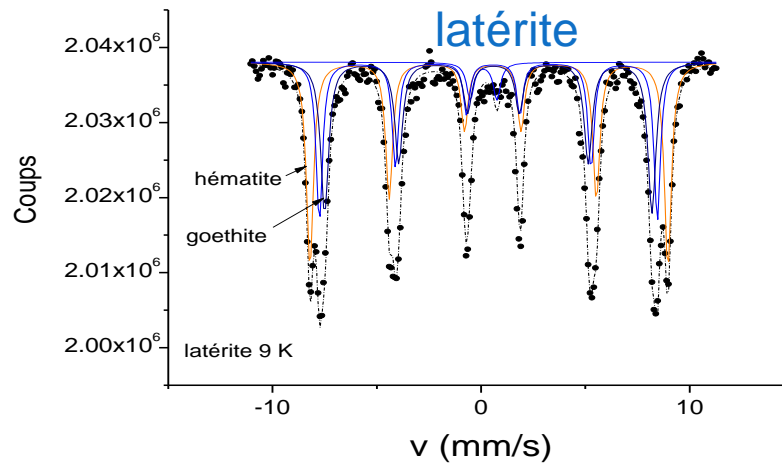 latérite
2.04x10⁶
2.03x10⁶
2.02x10⁶
2.01x10⁶
2.00x10⁶
Coups
hématite
goethite
latérite 9 K
-10 0 10
v (mm/s)